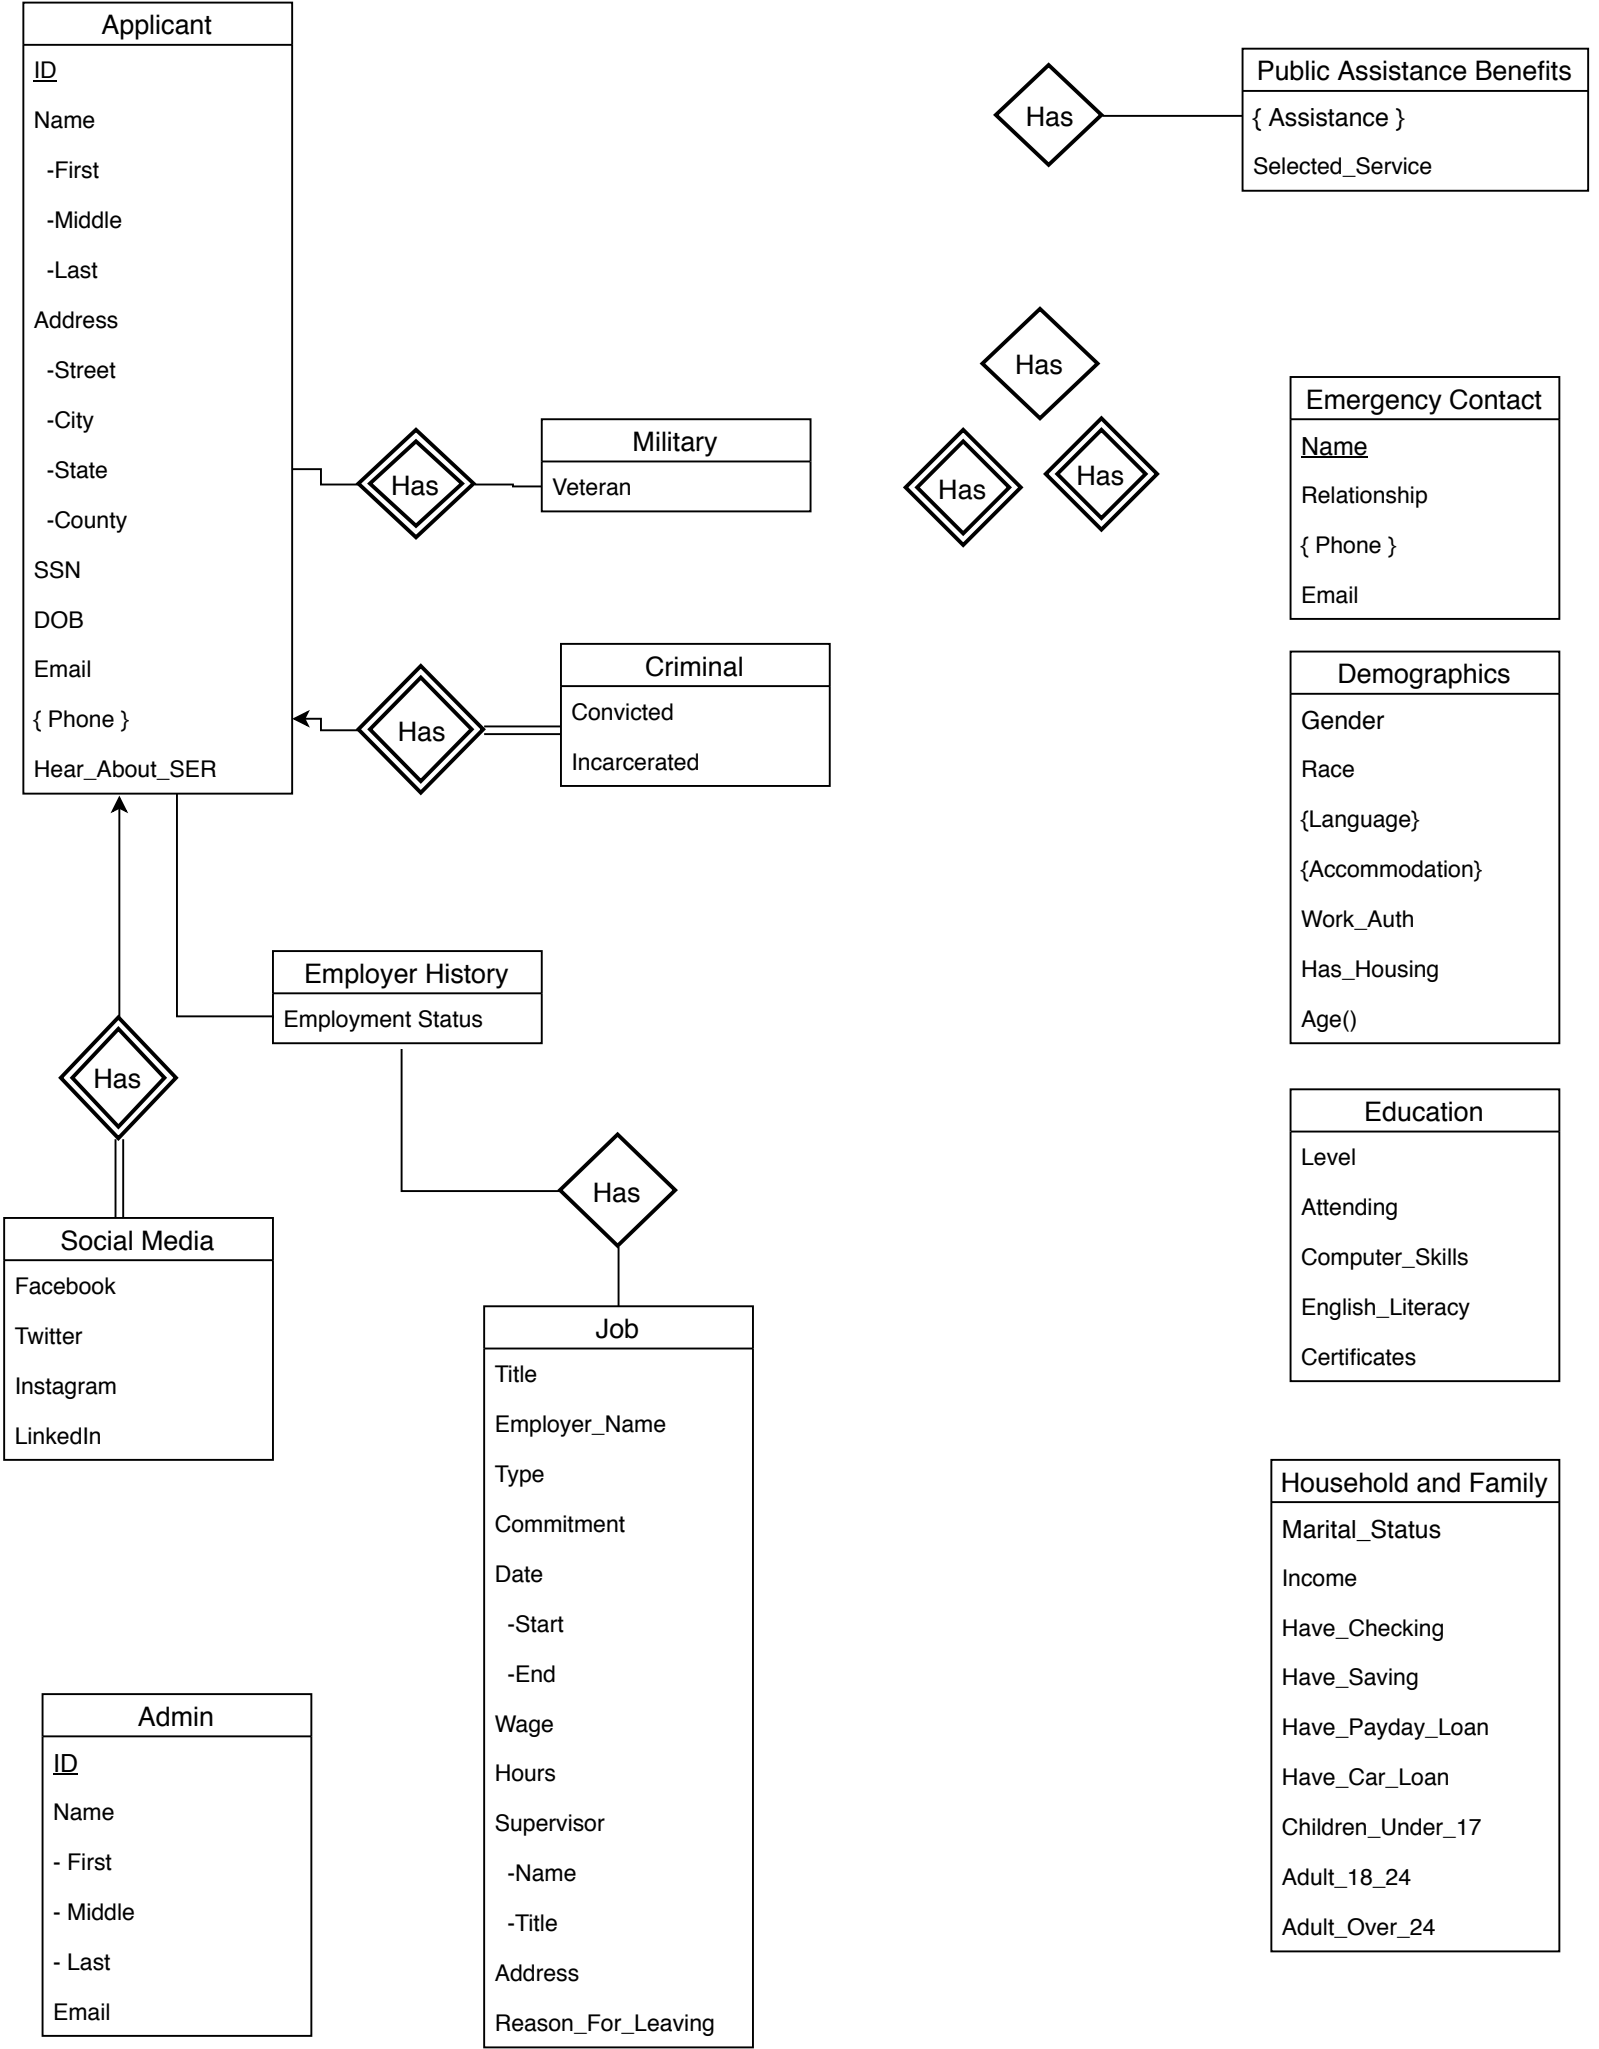 Applicant
ID
Name
-First
-Middle
-Last
Address
-Street
-City
-State
-County
SSN
DOB
Email
{ Phone }
Hear_About_SER
Has
Military
Veteran
Has
Criminal
Convicted
Incarcerated
Employer History
Employment Status
Has
Social Media
Facebook
Twitter
Instagram
LinkedIn
Has
Job
Title
Employer_Name
Type
Commitment
Date
-Start
-End
Wage
Hours
Supervisor
-Name
-Title
Address
Reason_For_Leaving
Admin
ID
Name
- First
- Middle
- Last
Email
Has
Public Assistance Benefits
{ Assistance }
Selected_Service
Has
Has
Has
Emergency Contact
Name
Relationship
{ Phone }
Email
Demographics
Gender
Race
{Language}
{Accommodation}
Work_Auth
Has_Housing
Age()
Education
Level
Attending
Computer_Skills
English_Literacy
Certificates
Household and Family
Marital_Status
Income
Have_Checking
Have_Saving
Have_Payday_Loan
Have_Car_Loan
Children_Under_17
Adult_18_24
Adult_Over_24